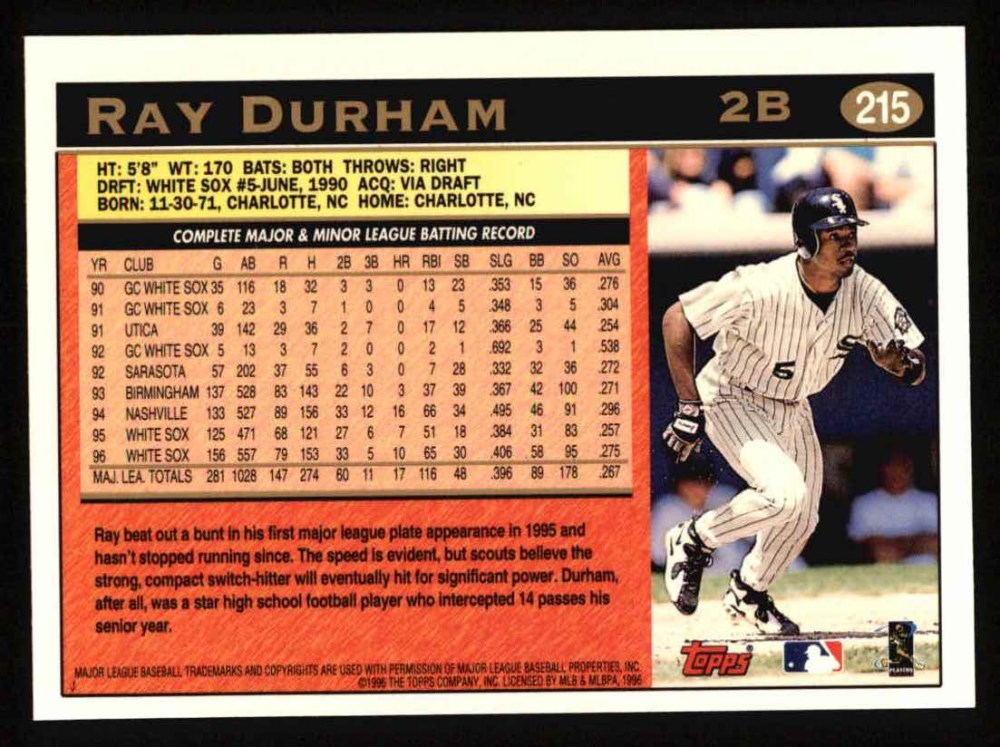 RAY DURHAM 2B 215
HT: 5'8" WT: 170 BATS: BOTH THROWS: RIGHT
DRFT: WHITE SOX #5-JUNE, 1990 ACQ: VIA DRAFT
BORN: 11-30-71, CHARLOTTE, NC HOME: CHARLOTTE, NC
COMPLETE MAJOR & MINOR LEAGUE BATTING RECORD
YR CLUB G AB R H 2B 3B HR RBI SB SLG BB SO AVG
90 GC WHITE SOX 35 116 18 32 3 3 0 13 23 .353 15 36 .276
91 GC WHITE SOX 6 23 3 7 1 0 0 4 5 .348 3 5 .304
91 UTICA 39 142 29 36 2 7 0 17 12 .366 25 44 .254
92 GC WHITE SOX 5 13 3 7 2 0 0 2 1 .692 3 1 .538
92 SARASOTA 57 202 37 55 6 3 0 7 28 .332 32 36 .272
93 BIRMINGHAM 137 528 83 143 22 10 3 37 39 .367 42 100 .271
94 NASHVILLE 133 527 89 156 33 12 16 66 34 .495 46 91 .296
95 WHITE SOX 125 471 68 121 27 6 7 51 18 .384 31 83 .257
96 WHITE SOX 156 557 79 153 33 5 10 65 30 .406 58 95 .275
MAJ. LEA. TOTALS 281 1028 147 274 60 11 17 116 48 .396 89 178 .267
Ray beat out a bunt in his first major league plate appearance in 1995 and
hasn't stopped running since. The speed is evident, but scouts believe the
strong, compact switch-hitter will eventually hit for significant power. Durham,
after all, was a star high school football player who intercepted 14 passes his
senior year.
MAJOR LEAGUE BASEBALL TRADEMARKS AND COPYRIGHTS ARE USED WITH PERMISSION OF MAJOR LEAGUE BASEBALL PROPERTIES, INC.
©1996 THE TOPPS COMPANY, INC. LICENSED BY MLB & MLBPA, 1996
5
Topps
PLAYERS